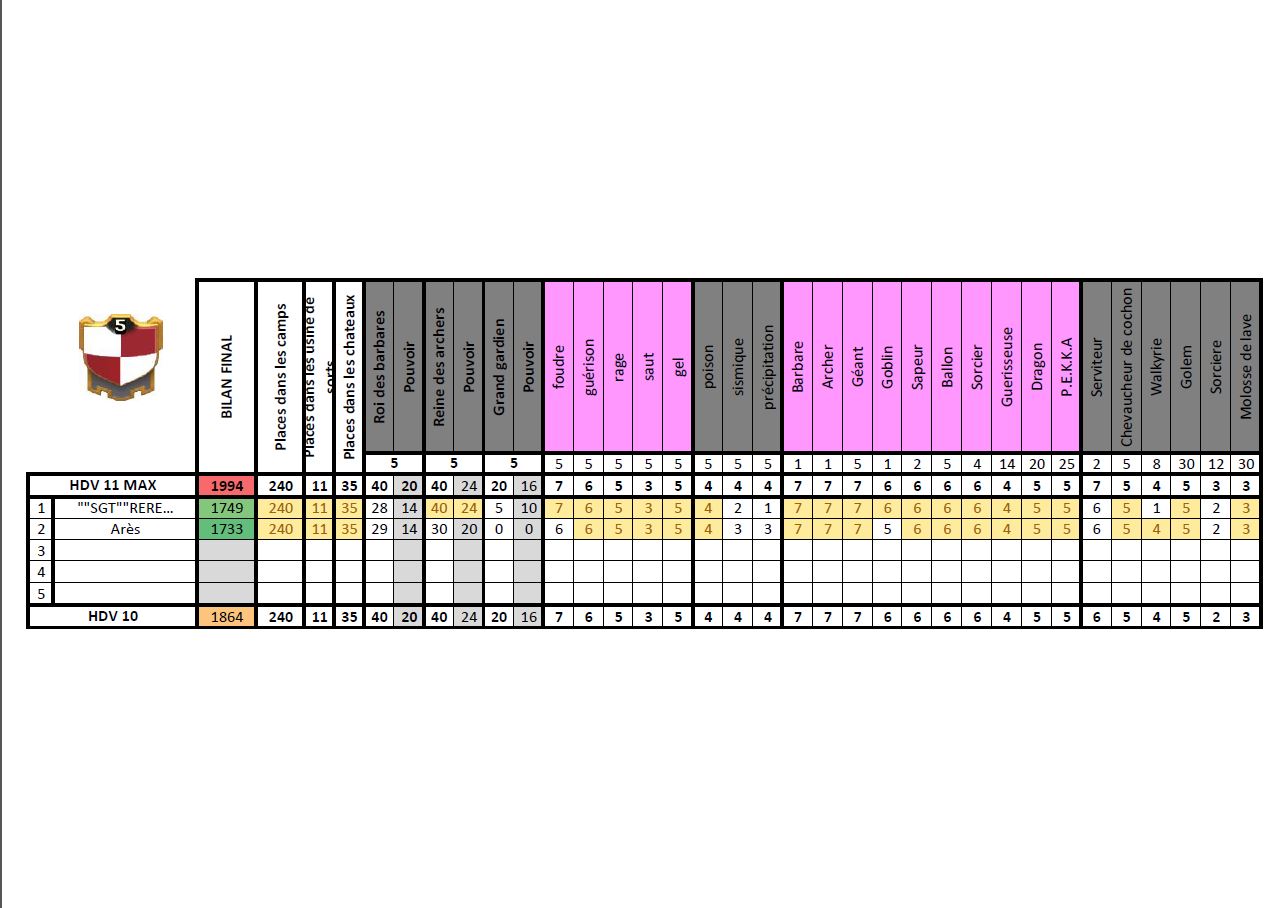 5
BILAN FINAL
Places dans les camps
Places dans les usine de sorts
Places dans les chateaux
Roi des barbares
Pouvoir
Reine des archers
Pouvoir
Grand gardien
Pouvoir
foudre
guérison
rage
saut
gel
poison
sismique
précipitation
Barbare
Archer
Géant
Goblin
Sapeur
Ballon
Sorcier
Guerisseuse
Dragon
P.E.K.K.A
Serviteur
Chevaucheur de cochon
Walkyrie
Golem
Sorciere
Molosse de lave
5 5 5 5 5 5 5 5 5 5 5 1 1 5 1 2 5 4 14 20 25 2 5 8 30 12 30
HDV 11 MAX 1994 240 11 35 40 20 40 24 20 16 7 6 5 3 5 4 4 4 7 7 7 6 6 6 6 4 5 5 7 5 4 5 3 3
1 ""SGT""RERE... 1749 240 11 35 28 14 40 24 5 10 7 6 5 3 5 4 2 1 7 7 7 6 6 6 6 4 5 5 6 5 1 5 2 3
2 Arès 1733 240 11 35 29 14 30 20 0 0 6 6 5 3 5 4 3 3 7 7 7 5 6 6 6 4 5 5 6 5 4 5 2 3
3
4
5
HDV 10 1864 240 11 35 40 20 40 24 20 16 7 6 5 3 5 4 4 4 7 7 7 6 6 6 6 4 5 5 6 5 4 5 2 3